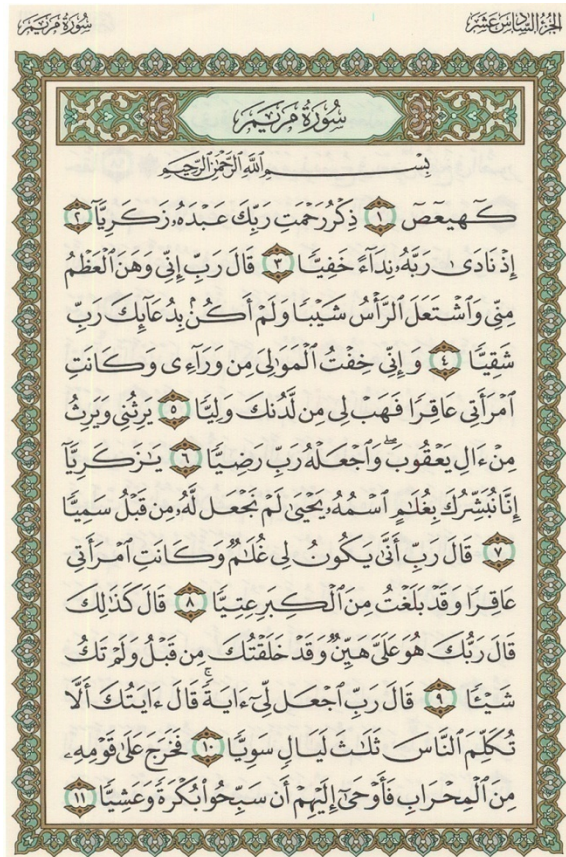 الجزء السادس عشر
سورة مريم
سُورَةُ مَرْيَمَ
بِسْمِ ٱللَّهِ ٱلرَّحْمَٰنِ ٱلرَّحِيمِ
كٓهيعٓصٓ ١ ذِكْرُ رَحْمَتِ رَبِّكَ عَبْدَهُۥ زَكَرِيَّآ ٢
إِذْ نَادَىٰ رَبَّهُۥ نِدَآءً خَفِيًّا ٣ قَالَ رَبِّ إِنِّى وَهَنَ ٱلْعَظْمُ
مِنِّى وَٱشْتَعَلَ ٱلرَّأْسُ شَيْبًا وَلَمْ أَكُنۢ بِدُعَآئِكَ رَبِّ
شَقِيًّا ٤ وَإِنِّى خِفْتُ ٱلْمَوَٰلِىَ مِن وَرَآءِى وَكَانَتِ
ٱمْرَأَتِى عَاقِرًا فَهَبْ لِى مِن لَّدُنكَ وَلِيًّا ٥ يَرِثُنِى وَيَرِثُ
مِنْ ءَالِ يَعْقُوبَ ۖ وَٱجْعَلْهُ رَبِّ رَضِيًّا ٦ يَٰزَكَرِيَّآ
إِنَّا نُبَشِّرُكَ بِغُلَٰمٍ ٱسْمُهُۥ يَحْيَىٰ لَمْ نَجْعَل لَّهُۥ مِن قَبْلُ سَمِيًّا
٧ قَالَ رَبِّ أَنَّىٰ يَكُونُ لِى غُلَٰمٌ وَكَانَتِ ٱمْرَأَتِى
عَاقِرًا وَقَدْ بَلَغْتُ مِنَ ٱلْكِبَرِ عِتِيًّا ٨ قَالَ كَذَٰلِكَ
قَالَ رَبُّكَ هُوَ عَلَىَّ هَيِّنٌ وَقَدْ خَلَقْتُكَ مِن قَبْلُ وَلَمْ تَكُ
شَيْـًٔا ٩ قَالَ رَبِّ ٱجْعَل لِّىٓ ءَايَةً ۚ قَالَ ءَايَتُكَ أَلَّا
تُكَلِّمَ ٱلنَّاسَ ثَلَٰثَ لَيَالٍ سَوِيًّا ١٠ فَخَرَجَ عَلَىٰ قَوْمِهِۦ
مِنَ ٱلْمِحْرَابِ فَأَوْحَىٰٓ إِلَيْهِمْ أَن سَبِّحُوا۟ بُكْرَةً وَعَشِيًّا ١١